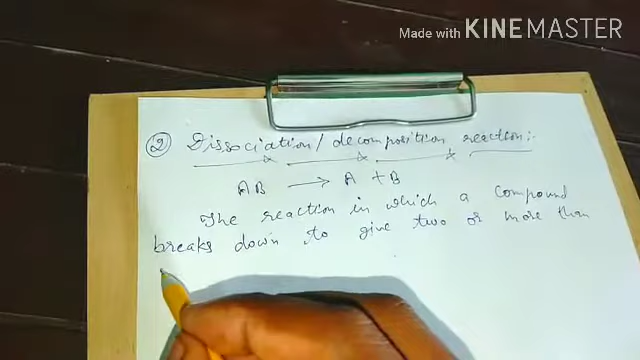 Made with KINEMASTER
② Dissociation/decomposition reaction:-
AB → A + B
The reaction in which a compound
breaks down to give two or more than